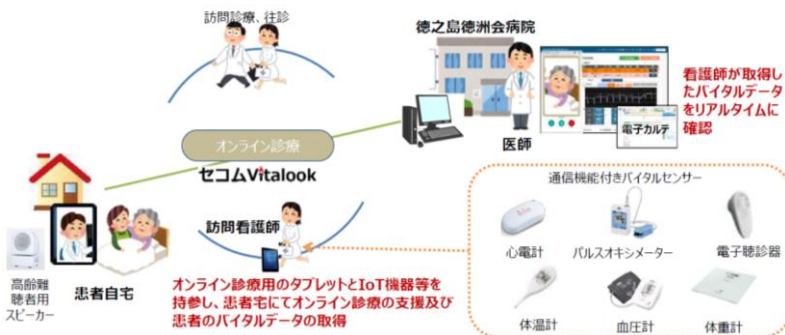 訪問診療、往診
徳之島徳洲会病院
看護師が取得し
たバイタルデータ
をリアルタイムに
確認
電子カルテ
医師
オンライン診療
セコムVitalook
通信機能付きバイタルセンサー
心電計
パルスオキシメーター
電子聴診器
体温計
血圧計
体重計
訪問看護師
高齢難
聴者用
スピーカー
患者自宅
オンライン診療用のタブレットとIoT機器等を
持参し、患者宅にてオンライン診療の支援及び
患者のバイタルデータの取得